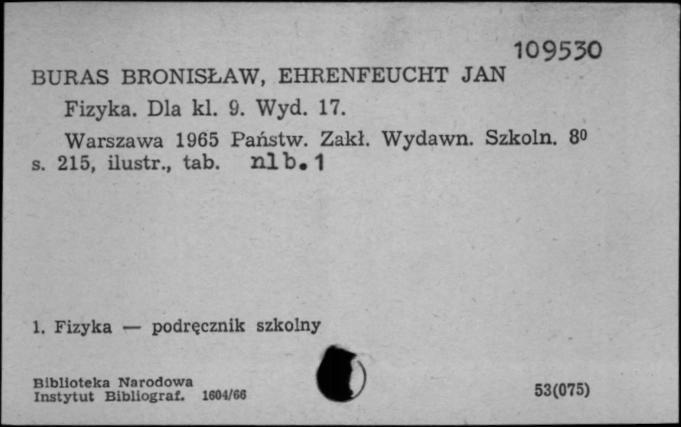 109530
BURAS BRONISŁAW, EHRENFEUCHT JAN
Fizyka. Dla kl. 9. Wyd. 17.
Warszawa 1965 Państw. Zakł. Wydawn. Szkoln. 8⁰
s. 215, ilustr., tab. nlb.1
1. Fizyka — podręcznik szkolny
Biblioteka Narodowa
Instytut Bibliograf. 1604/66
53(075)